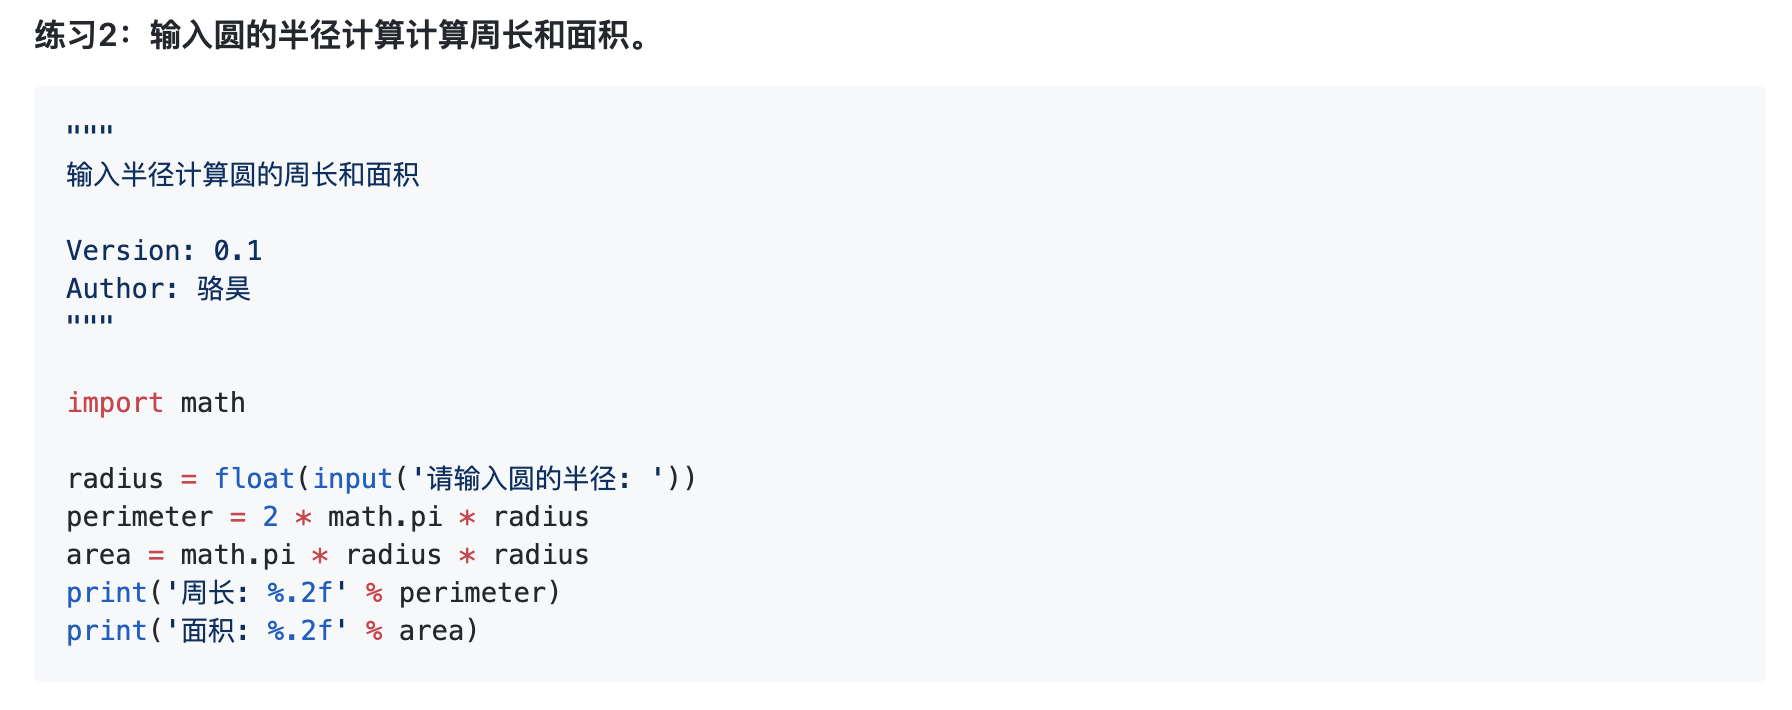 练习2：输入圆的半径计算计算周长和面积。
"""
输入半径计算圆的周长和面积
Version: 0.1
Author: 骆昊
"""
import math
radius = float(input('请输入圆的半径: '))
perimeter = 2 * math.pi * radius
area = math.pi * radius * radius
print('周长: %.2f' % perimeter)
print('面积: %.2f' % area)